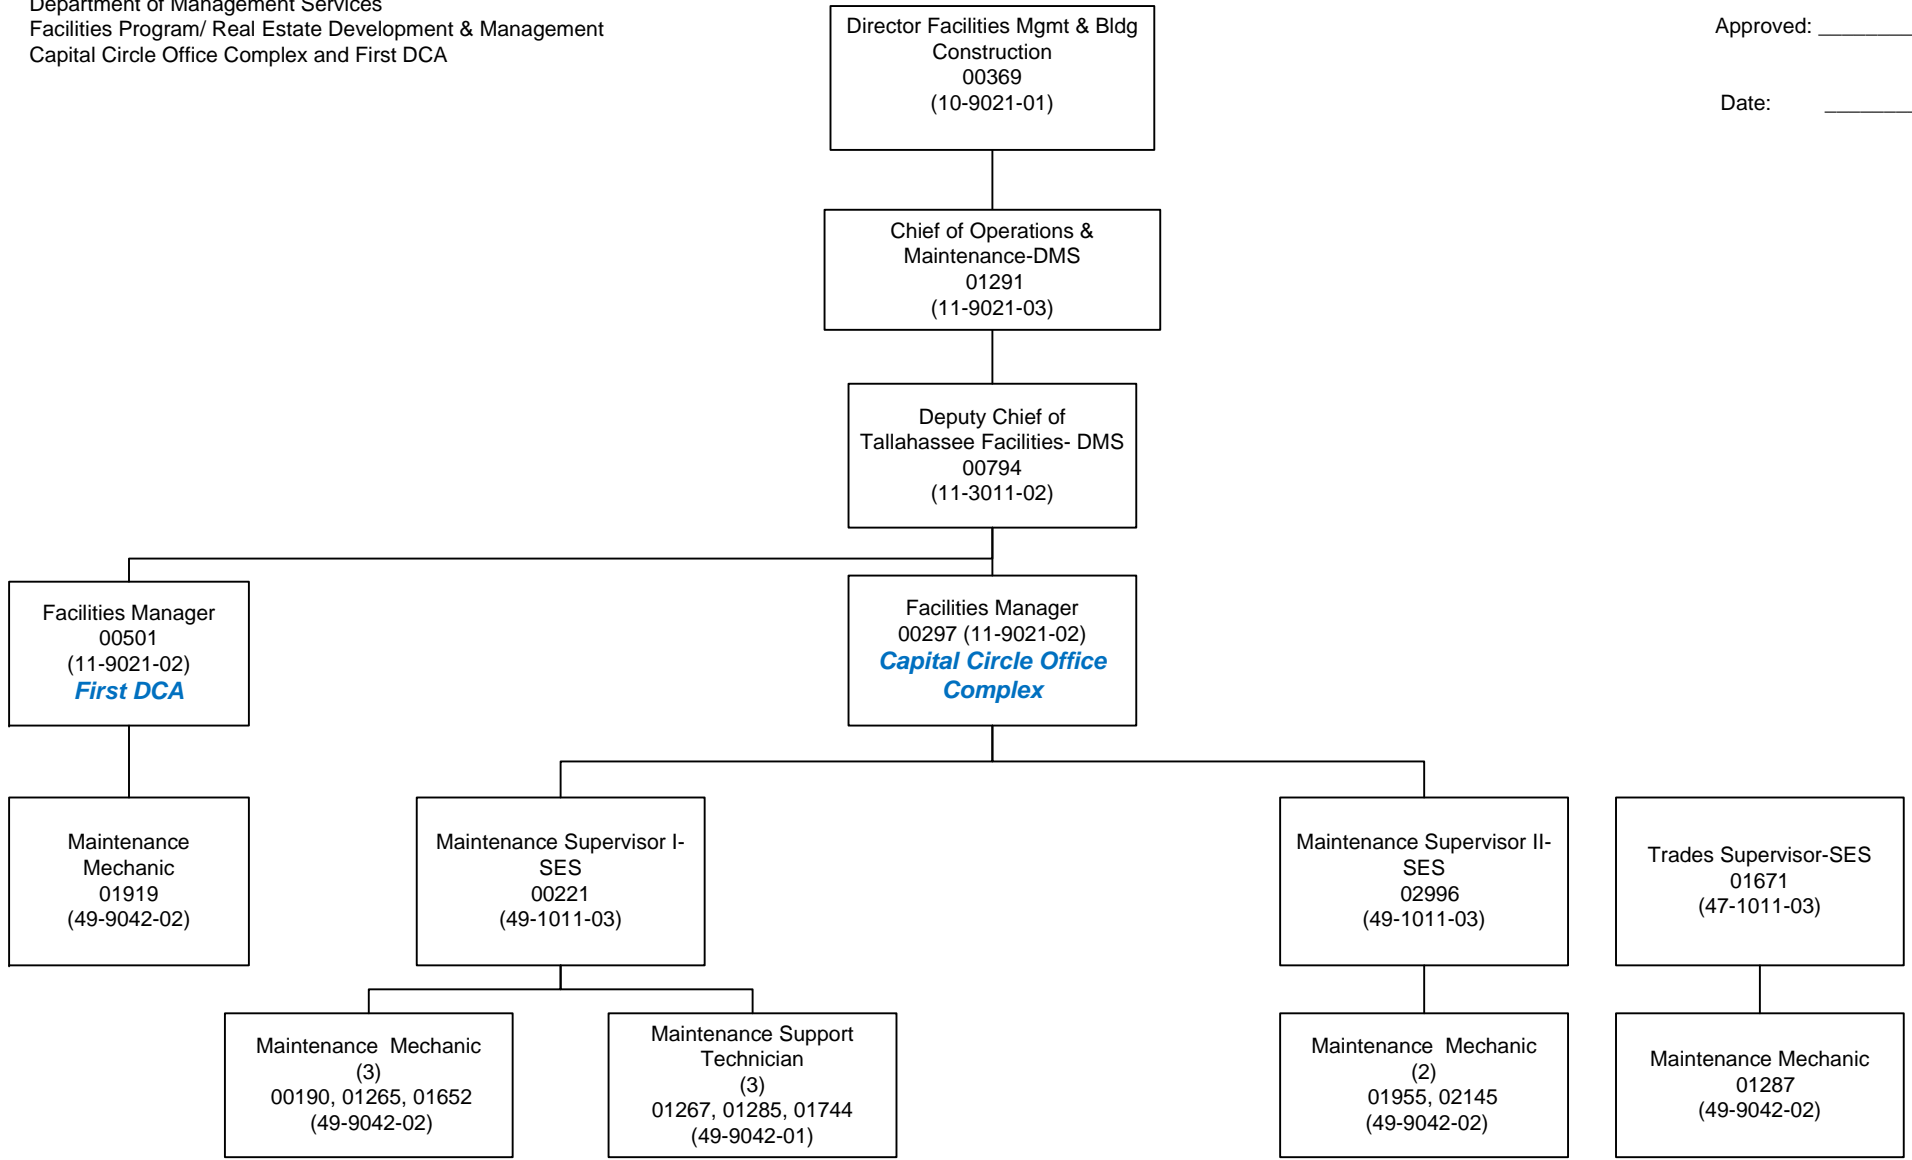 Department of Management Services
Facilities Program/ Real Estate Development & Management
Capital Circle Office Complex and First DCA
Director Facilities Mgmt & Bldg
Construction
00369
(10-9021-01)
Approved: ________
Date: ________
Chief of Operations &
Maintenance-DMS
01291
(11-9021-03)
Deputy Chief of
Tallahassee Facilities- DMS
00794
(11-3011-02)
Facilities Manager
00501
(11-9021-02)
First DCA
Facilities Manager
00297 (11-9021-02)
Capital Circle Office
Complex
Maintenance
Mechanic
01919
(49-9042-02)
Maintenance Supervisor I-
SES
00221
(49-1011-03)
Maintenance Supervisor II-
SES
02996
(49-1011-03)
Trades Supervisor-SES
01671
(47-1011-03)
Maintenance Mechanic
(3)
00190, 01265, 01652
(49-9042-02)
Maintenance Support
Technician
(3)
01267, 01285, 01744
(49-9042-01)
Maintenance Mechanic
(2)
01955, 02145
(49-9042-02)
Maintenance Mechanic
01287
(49-9042-02)